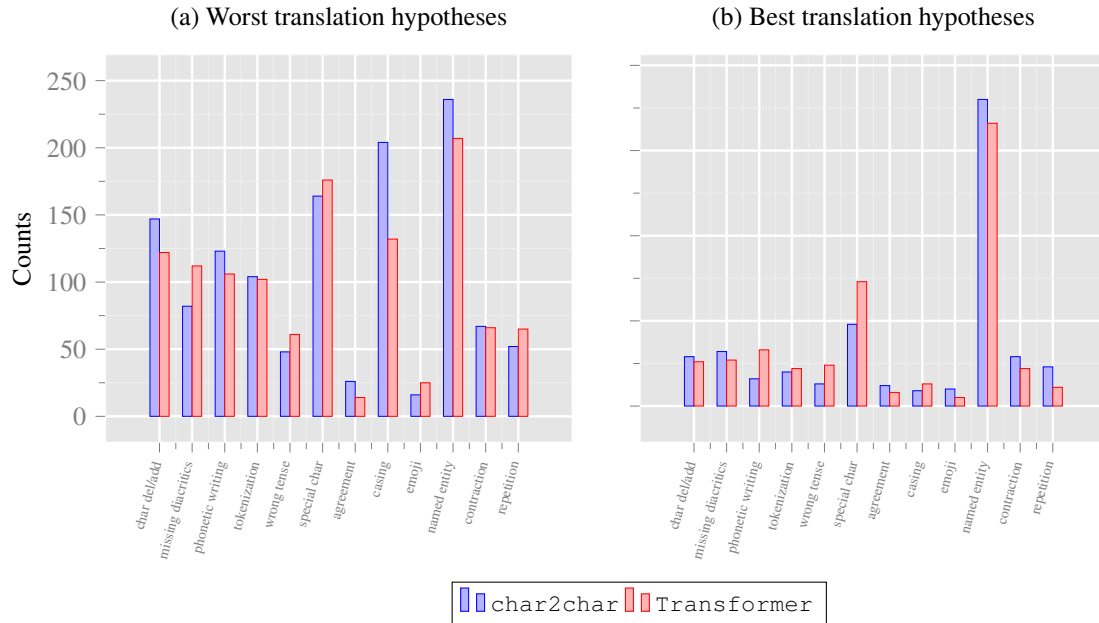 (a) Worst translation hypotheses
(b) Best translation hypotheses
Counts
250
200
150
100
50
0
char del/add
missing diacritics
phonetic writing
tokenization
wrong tense
special char
agreement
casing
emoji
named entity
contraction
repetition
char del/add
missing diacritics
phonetic writing
tokenization
wrong tense
special char
agreement
casing
emoji
named entity
contraction
repetition
char2char Transformer